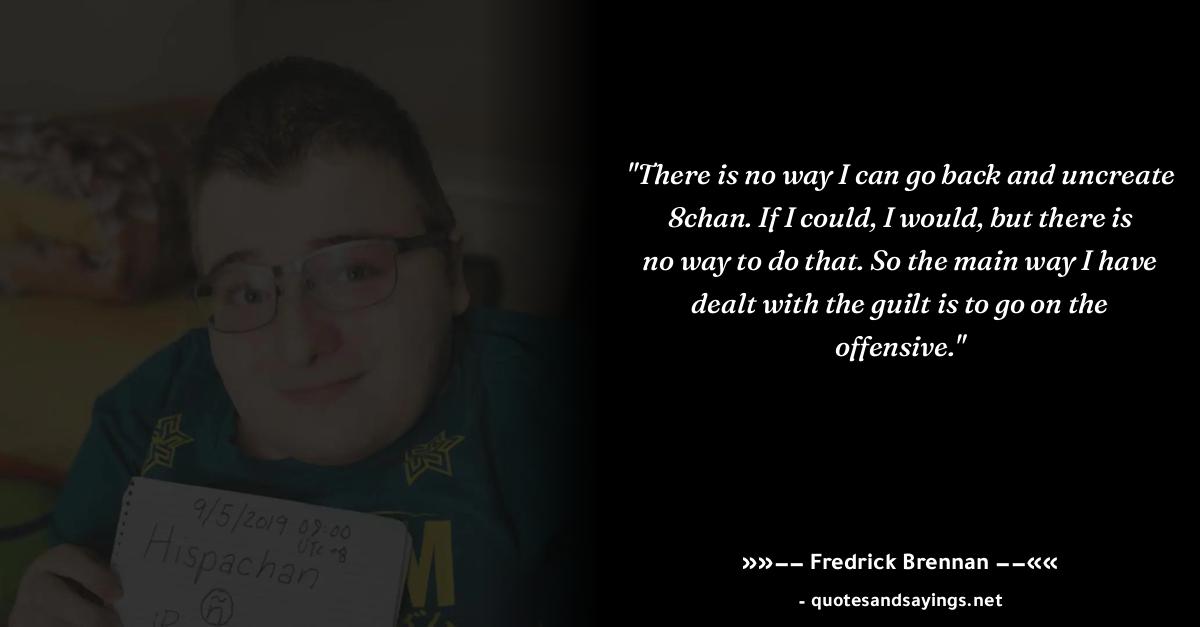 "There is no way I can go back and uncreate
8chan. If I could, I would, but there is
no way to do that. So the main way I have
dealt with the guilt is to go on the
offensive."
»»–– Fredrick Brennan ––««
- quotesandsayings.net
9/5/2019 09:00
UTC +8
Hispachan
ñ
M